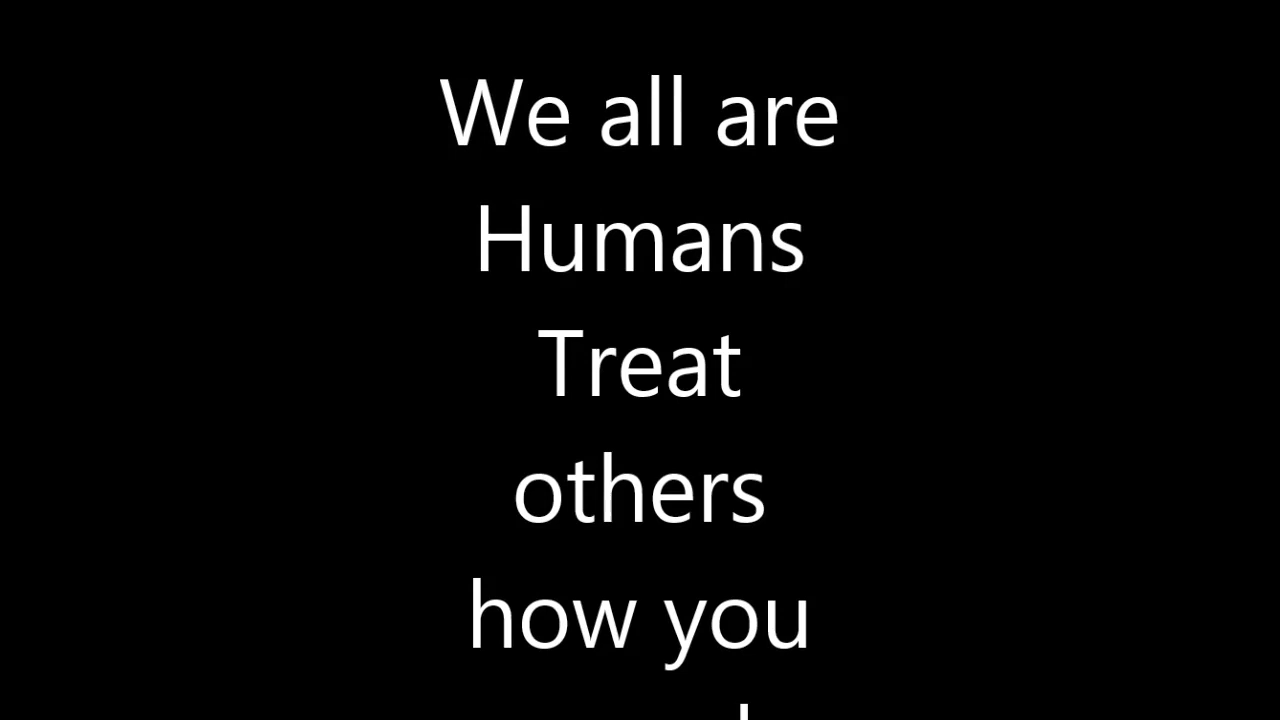 We all are
Humans
Treat
others
how you